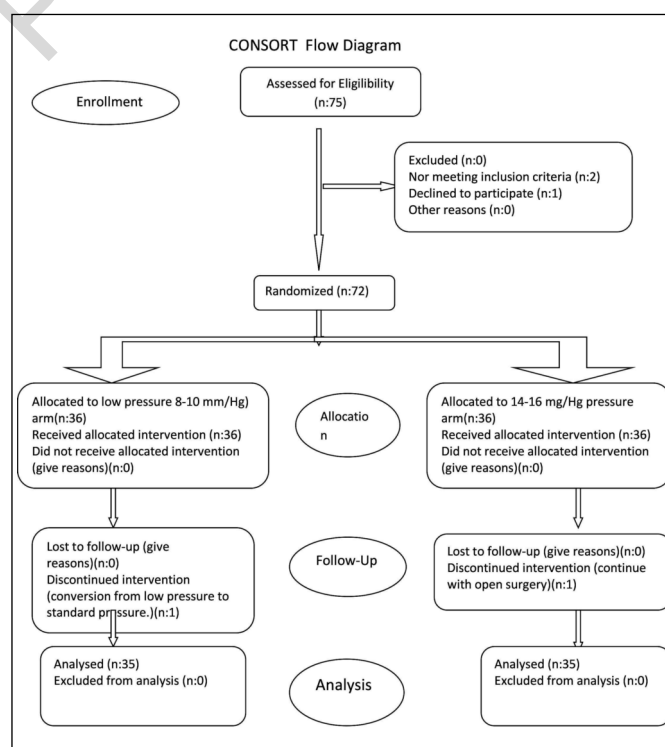 CONSORT Flow Diagram
Enrollment
Assessed for Eligilibility
(n:75)
Excluded (n:0)
Nor meeting inclusion criteria (n:2)
Declined to participate (n:1)
Other reasons (n:0)
Randomized (n:72)
Allocated to low pressure 8-10 mm/Hg)
arm(n:36)
Received allocated intervention (n:36)
Did not receive allocated intervention
(give reasons)(n:0)
Allocatio
n
Allocated to 14-16 mg/Hg pressure
arm(n:36)
Received allocated intervention (n:36)
Did not receive allocated intervention
(give reasons)(n:0)
Lost to follow-up (give
reasons)(n:0)
Discontinued intervention
(conversion from low pressure to
standard pressure.)(n:1)
Follow-Up
Lost to follow-up (give reasons)(n:0)
Discontinued intervention (continue
with open surgery)(n:1)
Analysed (n:35)
Excluded from analysis (n:0)
Analysis
Analysed (n:35)
Excluded from analysis (n:0)